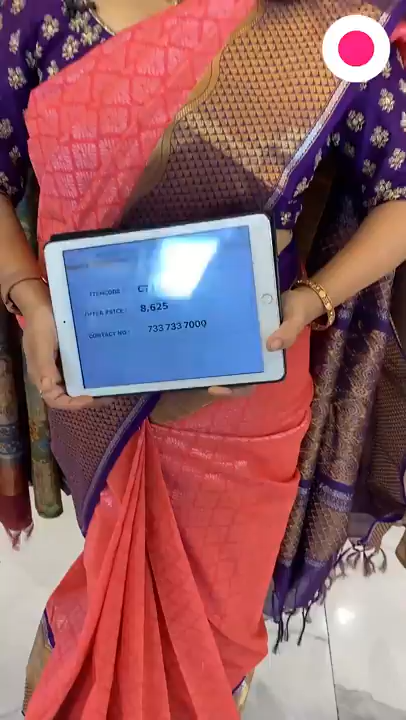 ITEMCODE :
OFFER PRICE : 8,625
CONTACT NO : 733 733 7000